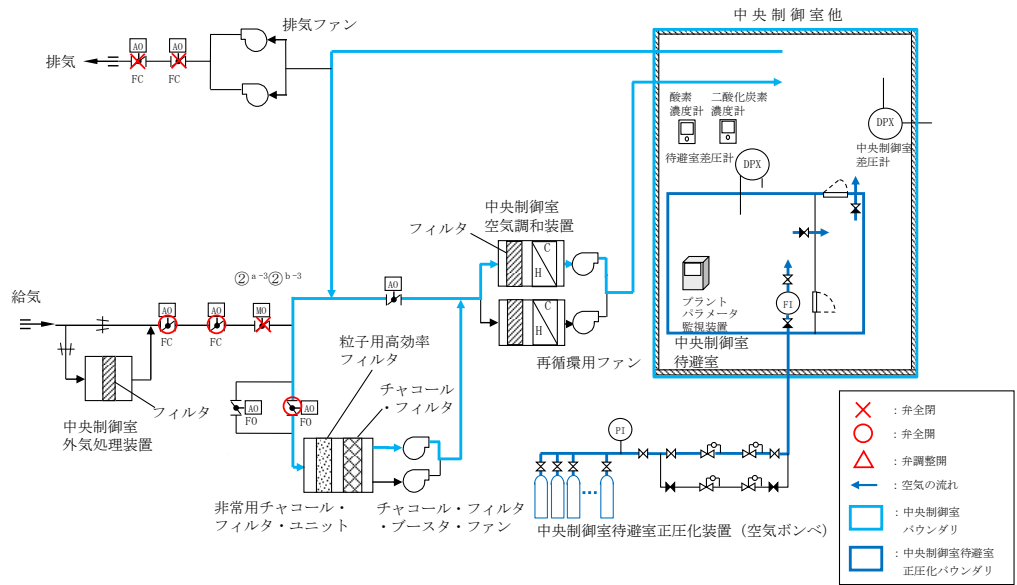 中央制御室他
排気ファン
排気
AO
AO
FC
FC
酸素
濃度計
二酸化炭素
濃度計
DPX
中央制御室
差圧計
待避室差圧計
DPX
中央制御室
空気調和装置
フィルタ
C
H
C
H
再循環用ファン
プラント
パラメータ
監視装置
FI
中央制御室
待避室
②a-3②b-3
給気
AO
AO
MO
FC
FC
AO
フィルタ
中央制御室
外気処理装置
粒子用高効率
フィルタ
チャコール
・フィルタ
AO
FO
AO
FO
非常用チャコール・
フィルタ・ユニット
チャコール・フィルタ
・ブースタ・ファン
PI
中央制御室待避室正圧化装置(空気ボンベ)
:弁全閉
:弁全開
:弁調整開
:空気の流れ
:中央制御室
バウンダリ
:中央制御室待避室
正圧化バウンダリ